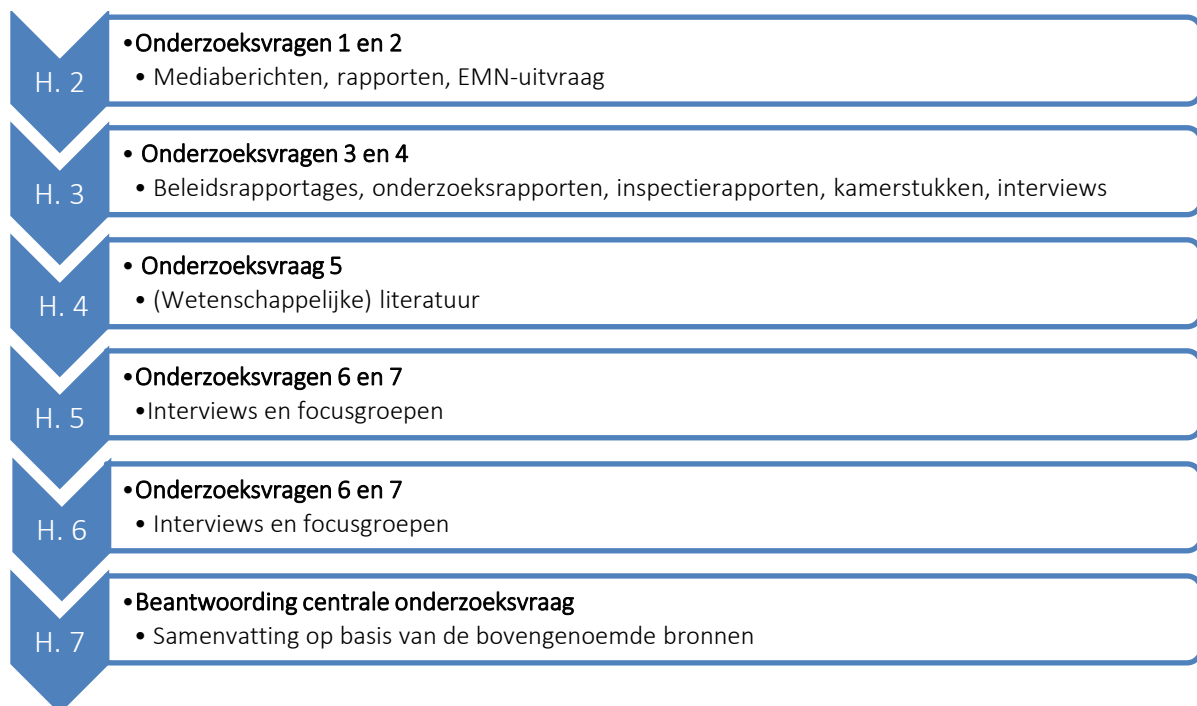 H. 2
•Onderzoeksvragen 1 en 2
• Mediaberichten, rapporten, EMN-uitvraag
H. 3
• Onderzoeksvragen 3 en 4
• Beleidsrapportages, onderzoeksrapporten, inspectierapporten, kamerstukken, interviews
H. 4
• Onderzoeksvraag 5
• (Wetenschappelijke) literatuur
H. 5
•Onderzoeksvragen 6 en 7
•Interviews en focusgroepen
H. 6
•Onderzoeksvragen 6 en 7
• Interviews en focusgroepen
H. 7
•Beantwoording centrale onderzoeksvraag
• Samenvatting op basis van de bovengenoemde bronnen